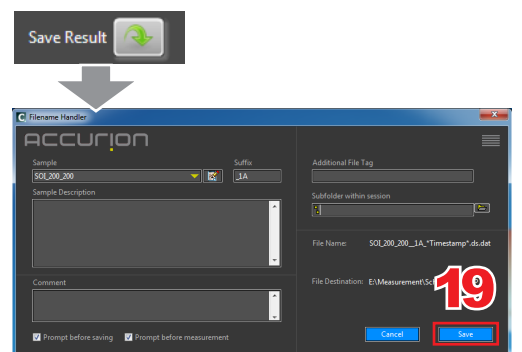 Save Result
Filename Handler
ACCURION
Sample
Suffix
Additional File Tag
SOI_200_200
_1A
Sample Description
Subfolder within session
.\
File Name: SOI_200_200__1A_*Timestamp*.ds.dat
Comment
File Destination: E:\Measurement\Sc
19
Prompt before saving
Prompt before measurement
Cancel
Save